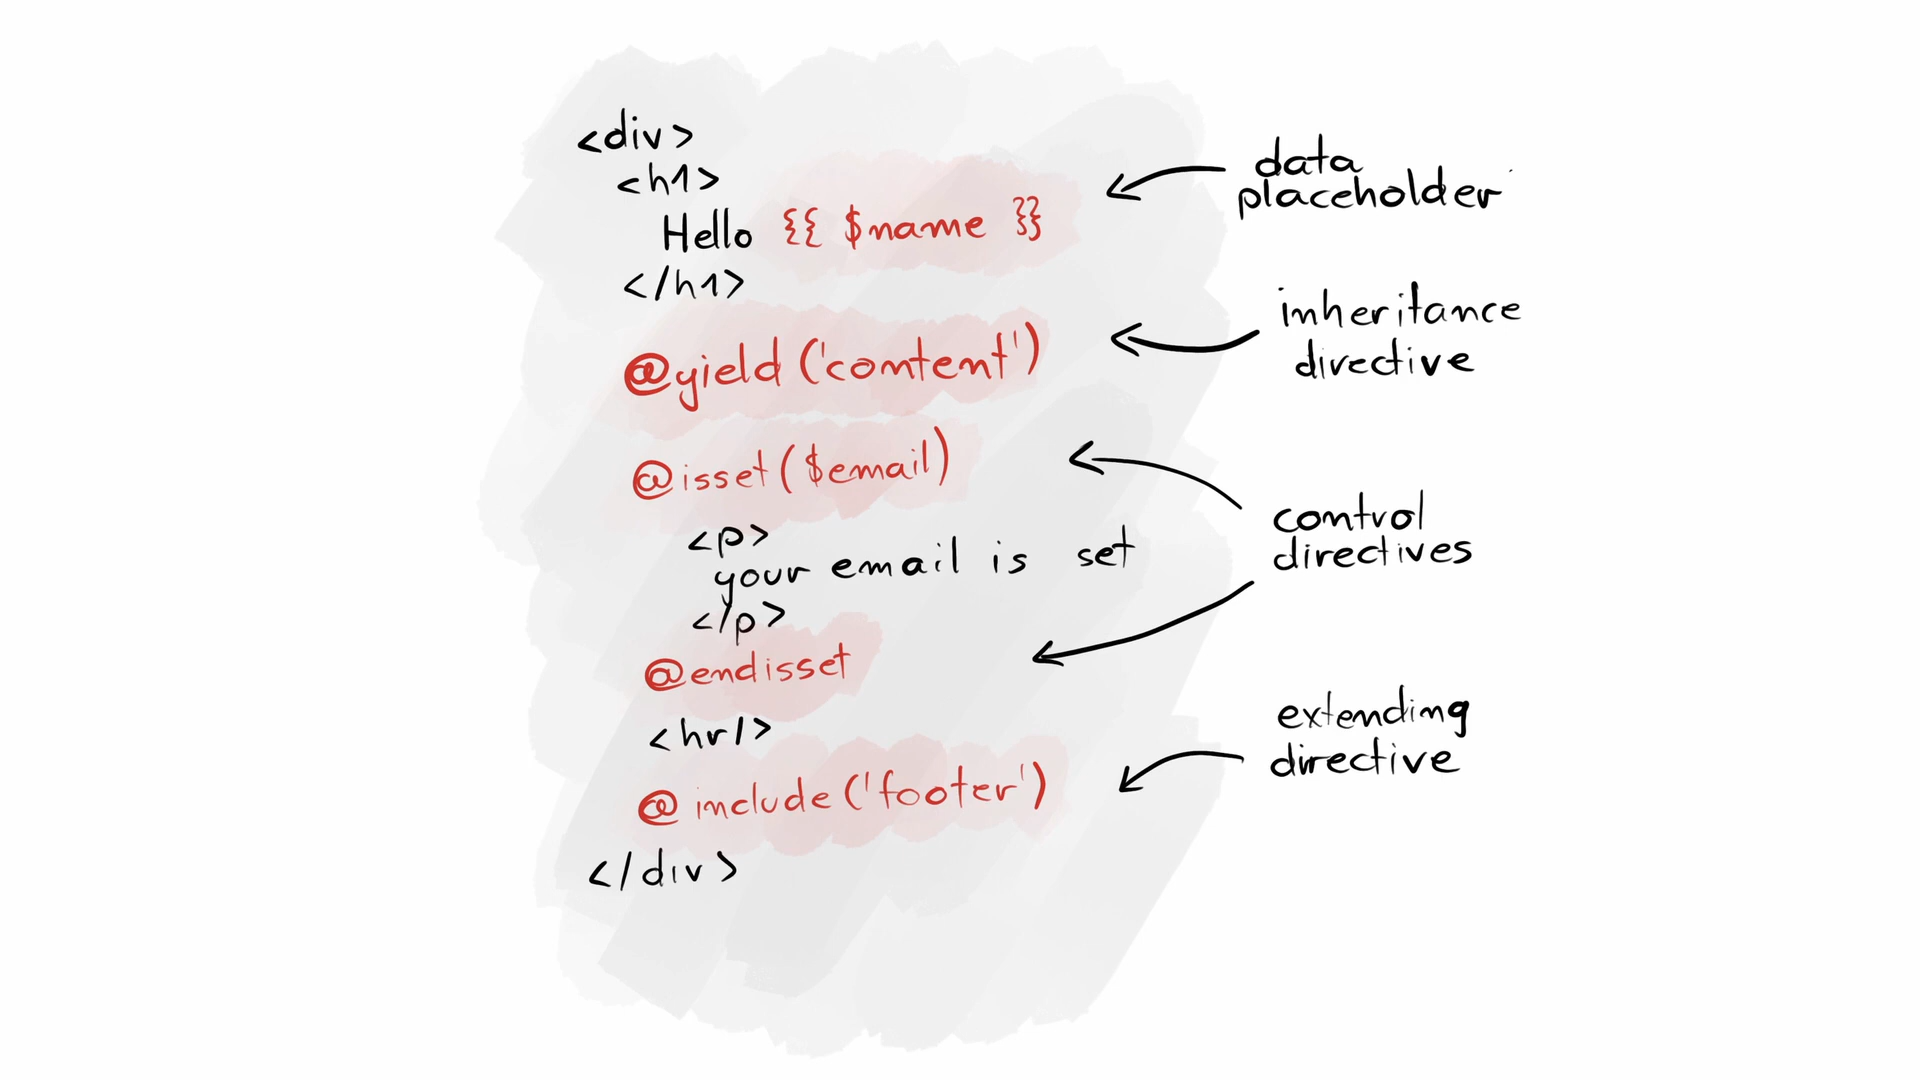 <div>
<h1>
Hello {{ $name }}
</h1>
@yield ('content')
@isset ($email)
<p>
your email is set
</p>
@endisset
<hr/>
@include ('footer')
</div>
data
placeholder
inheritance
directive
control
directives
extending
directive